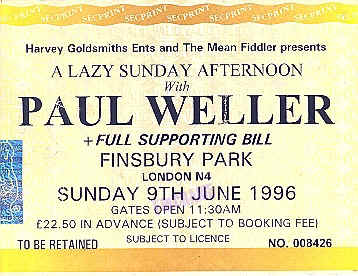 SECPRINT SECPRINT SECPRINT SECPRINT
Harvey Goldsmiths Ents and The Mean Fiddler presents
A LAZY SUNDAY AFTERNOON
With
PAUL WELLER
+FULL SUPPORTING BILL
FINSBURY PARK
LONDON N4
SUNDAY 9TH JUNE 1996
GATES OPEN 11:30AM
£22.50 IN ADVANCE (SUBJECT TO BOOKING FEE)
TO BE RETAINED SUBJECT TO LICENCE NO. 008426